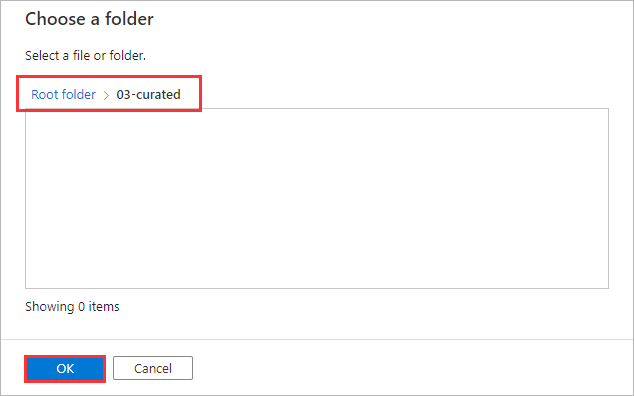 Choose a folder
Select a file or folder.
Root folder > 03-curated
Showing 0 items
OK Cancel